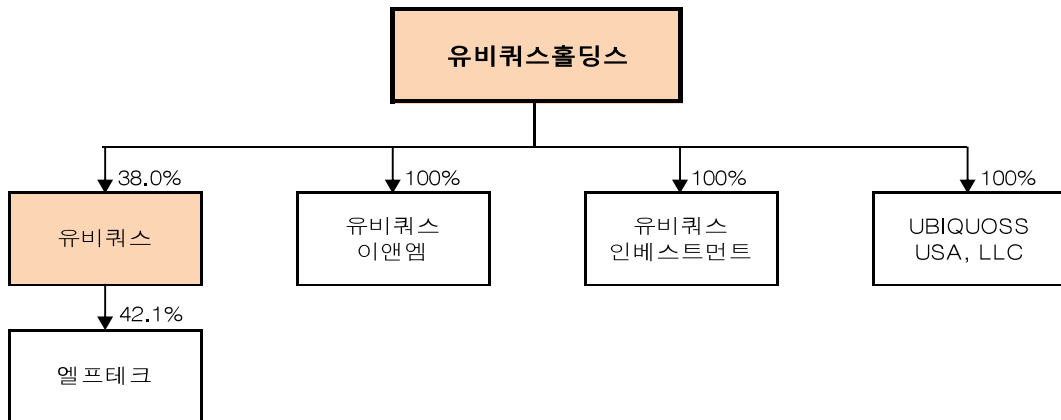 유비쿼스홀딩스
38.0%
100%
100%
100%
유비쿼스
유비쿼스
이앤엠
유비쿼스
인베스트먼트
UBIQUOSS
USA, LLC
42.1%
엘프테크